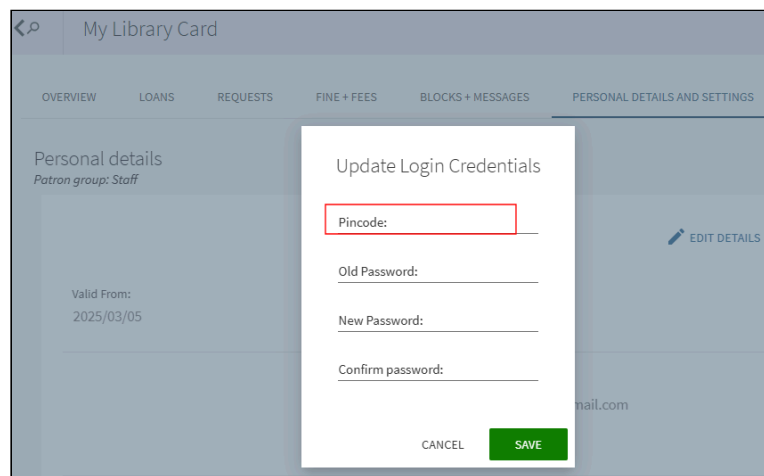 My Library Card
OVERVIEW LOANS REQUESTS FINE + FEES BLOCKS + MESSAGES PERSONAL DETAILS AND SETTINGS
Personal details
Patron group: Staff
Update Login Credentials
Pincode:
EDIT DETAILS
Old Password:
Valid From:
2025/03/05
New Password:
Confirm password:
mail.com
CANCEL SAVE